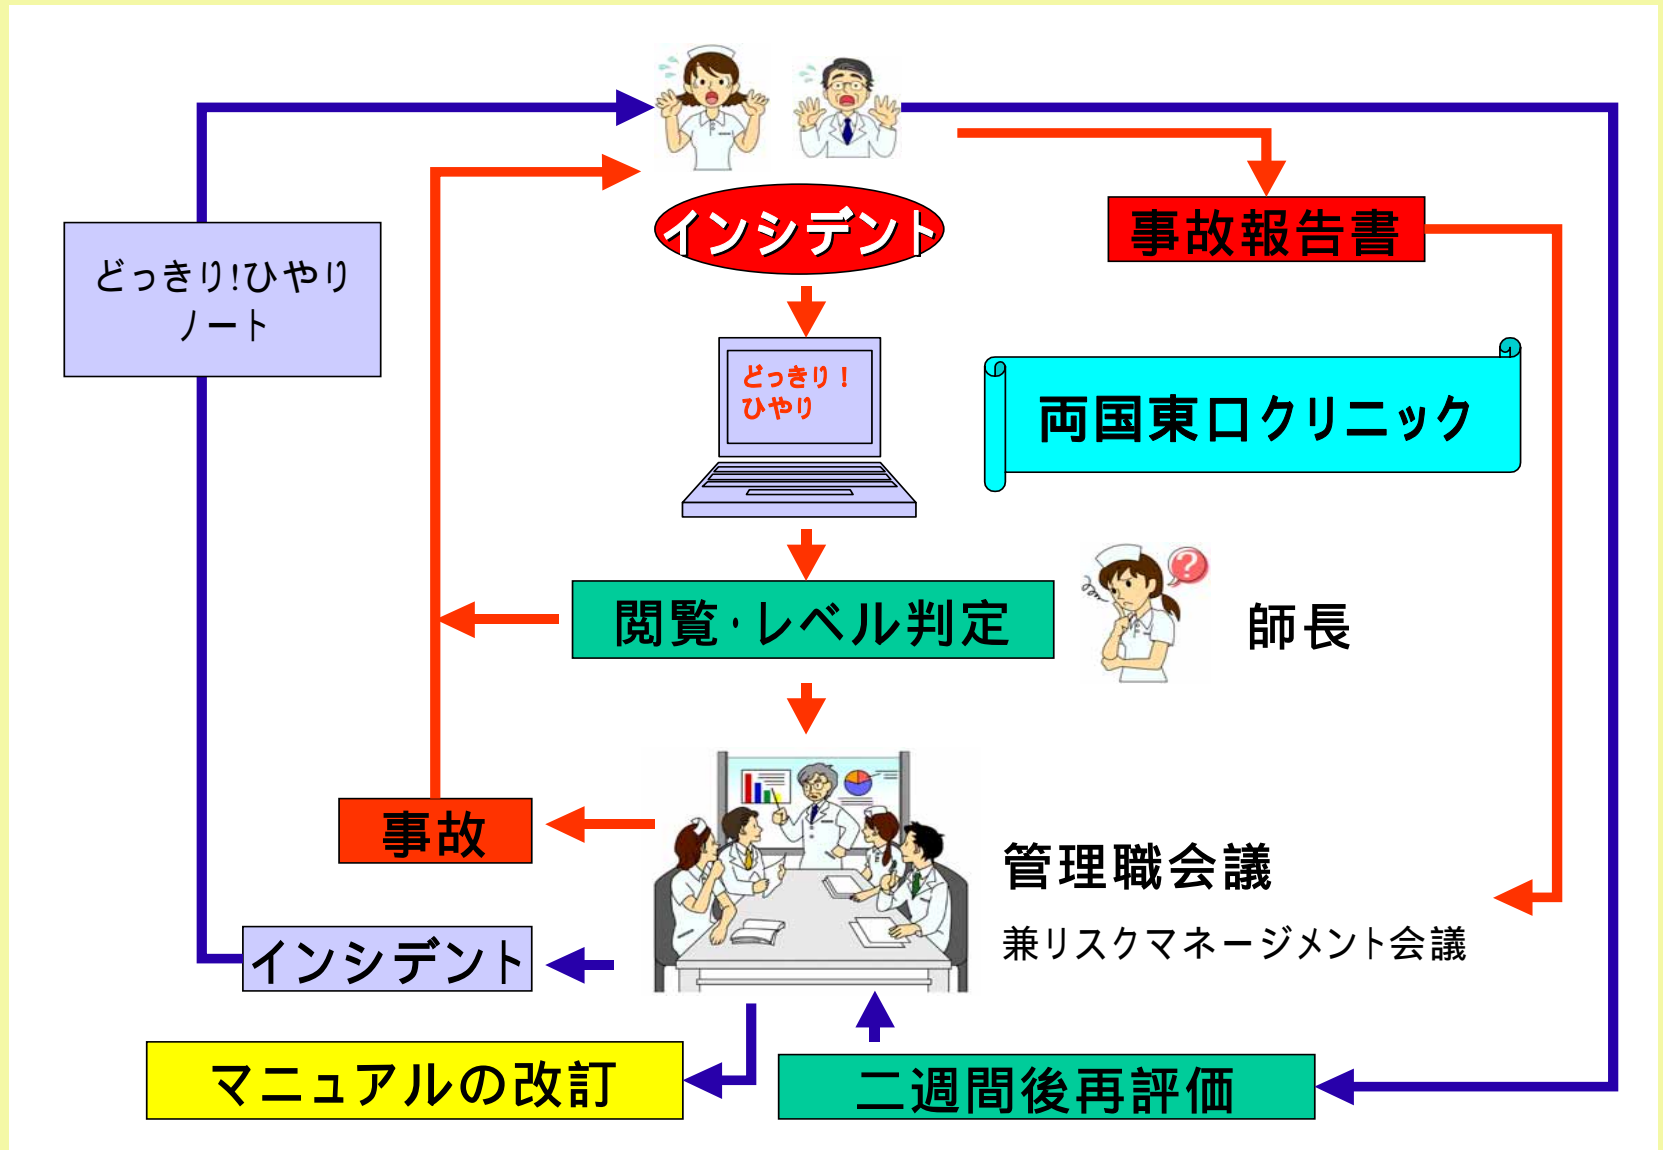 インシデント
事故報告書
どっきり!ひやり
ノート
どっきり！
ひやり
両国東口クリニック
閲覧・レベル判定
師長
?
事故
管理職会議
兼リスクマネージメント会議
インシデント
マニュアルの改訂
二週間後再評価